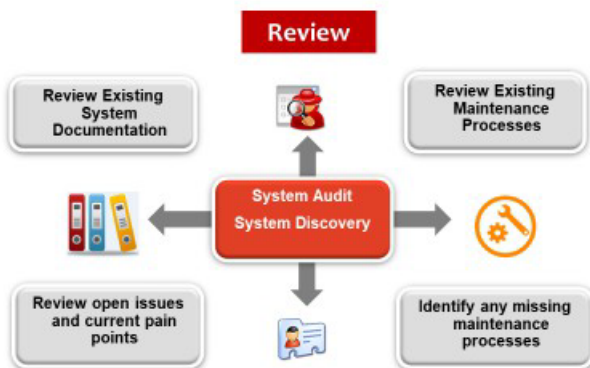 Review
Review Existing
System
Documentation
Review Existing
Maintenance
Processes
System Audit
System Discovery
Review open issues
and current pain
points
Identify any missing
maintenance
processes